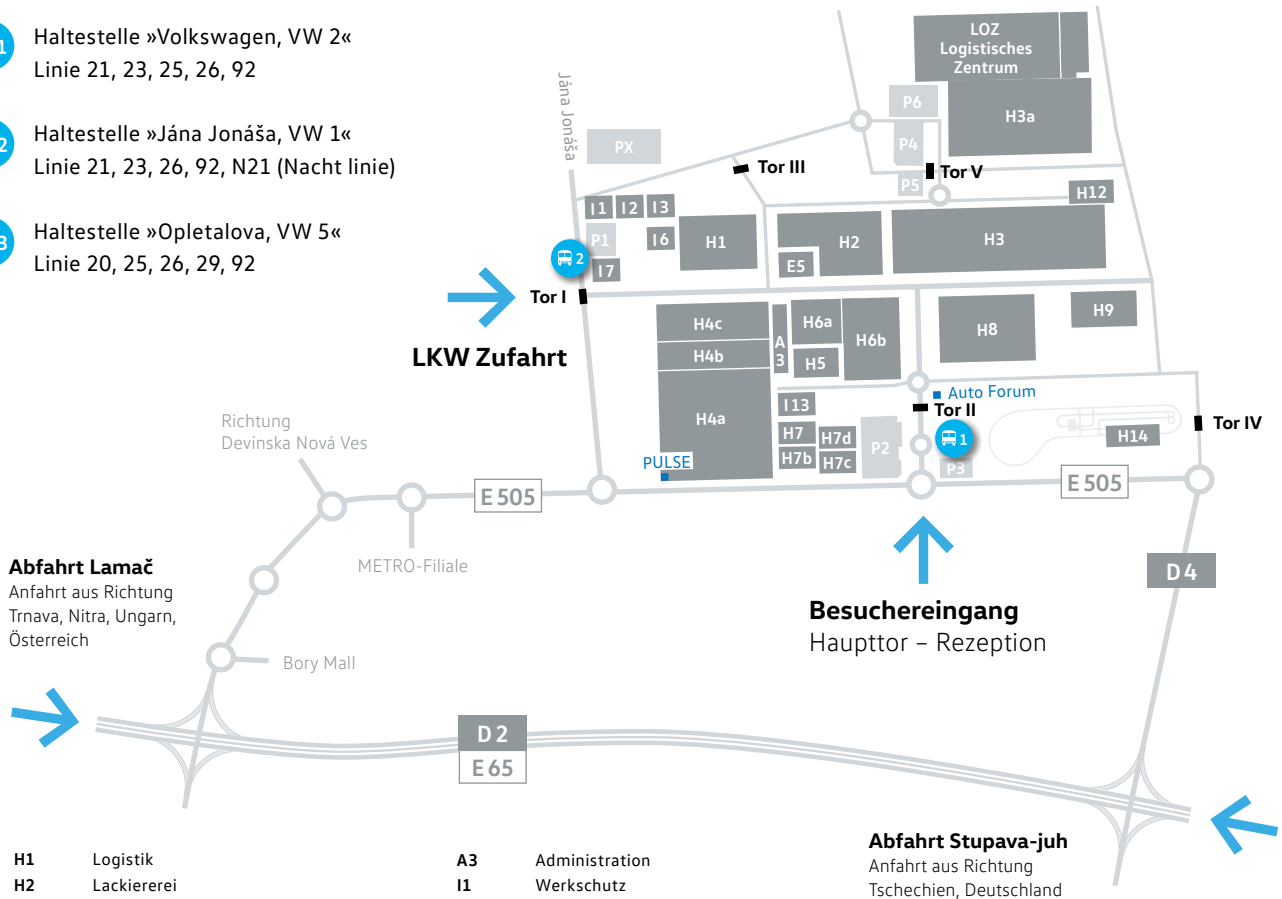 1
Haltestelle »Volkswagen, VW 2«
Linie 21, 23, 25, 26, 92
2
Haltestelle »Jána Jonáša, VW 1«
Linie 21, 23, 26, 92, N21 (Nacht linie)
3
Haltestelle »Opletalova, VW 5«
Linie 20, 25, 26, 29, 92
LOZ
Logistisches
Zentrum
Jána Jonáša
P6
H3a
PX
P4
Tor III
Tor V
P5
H12
I1
I2
I3
P1
I6
H1
H2
H3
E5
2
I7
Tor I
LKW Zufahrt
H4c
A
3
H6a
H6b
H8
H9
H4b
H5
Auto Forum
I13
Tor II
H4a
H7
H7d
P2
1
H14
Tor IV
H7b
H7c
P3
PULSE
Richtung
Devínska Nová Ves
E 505
E 505
METRO-Filiale
Abfahrt Lamač
Anfahrt aus Richtung
Trnava, Nitra, Ungarn,
Österreich
D 4
Besuchereingang
Haupttor – Rezeption
Bory Mall
D 2
E 65
Abfahrt Stupava-juh
Anfahrt aus Richtung
Tschechien, Deutschland
H1 Logistik
H2 Lackiererei
A3 Administration
I1 Werkschutz